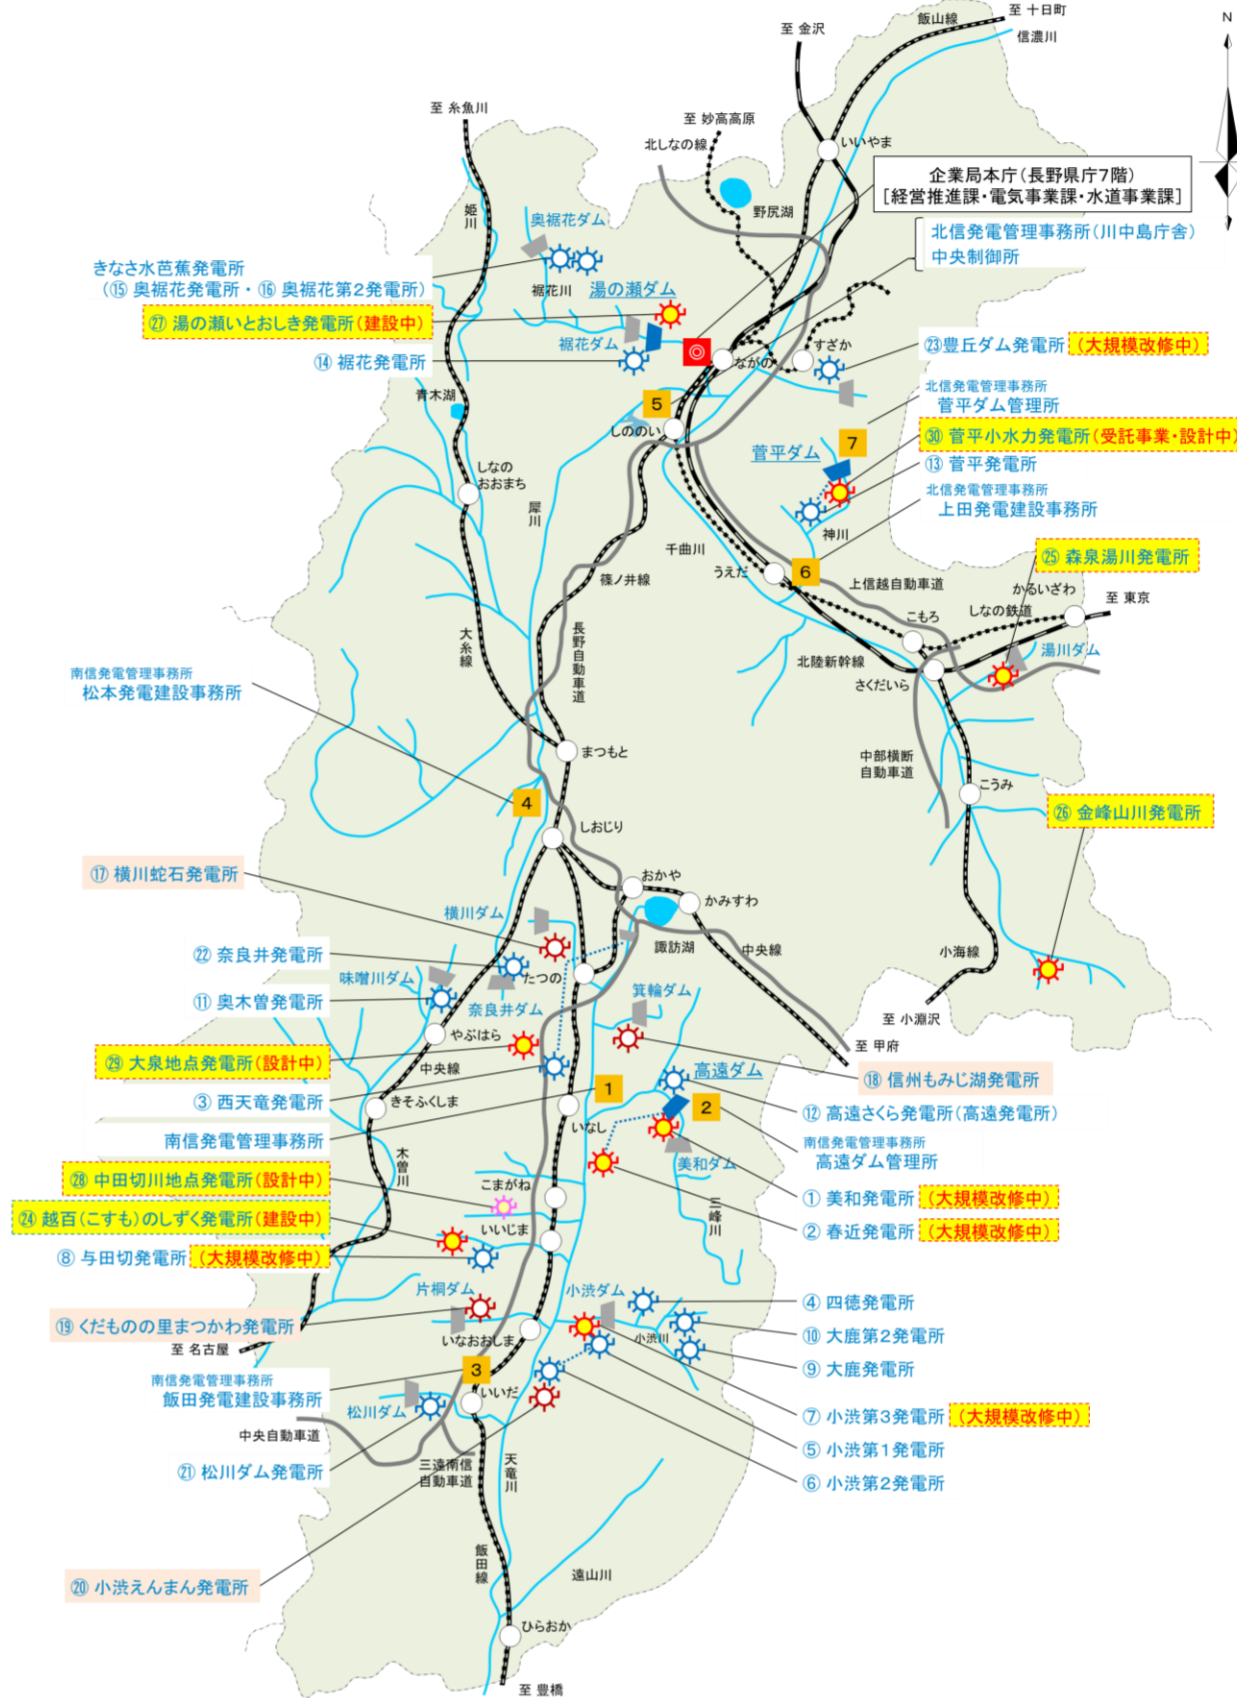 至 十日町
飯山線
信濃川
至 金沢
N
至 糸魚川
至 妙高高原
北しなの線
いいやま
企業局本庁(長野県庁7階)
[経営推進課・電気事業課・水道事業課]
野尻湖
姫川
奥裾花ダム
北信発電管理事務所(川中島庁舎)
中央制御所
きなさ水芭蕉発電所
(⑮ 奥裾花発電所・⑯ 奥裾花第2発電所)
裾花川
湯の瀬ダム
㉗ 湯の瀬いとおしき発電所(建設中)
裾花ダム
すざか
㉓豊丘ダム発電所 (大規模改修中)
⑭ 裾花発電所
◎
ながの
北信発電管理事務所
菅平ダム管理所
青木湖
5
しののい
㉚ 菅平小水力発電所(受託事業・設計中)
7
菅平ダム
⑬ 菅平発電所
しなの
おおまち
北信発電管理事務所
上田発電建設事務所
犀川
神川
千曲川
㉕ 森泉湯川発電所
篠ノ井線
うえだ
6
上信越自動車道
かるいざわ
至 東京
しなの鉄道
こもろ
大糸線
長野自動車道
湯川ダム
北陸新幹線
さくだいら
南信発電管理事務所
松本発電建設事務所
まつもと
中部横断
自動車道
こうみ
4
㉖ 金峰山川発電所
しおじり
⑰ 横川蛇石発電所
おかや
かみすわ
横川ダム
諏訪湖
中央線
小海線
㉒ 奈良井発電所
味噌川ダム
たつの
⑪ 奥木曽発電所
奈良井ダム
箕輪ダム
至 小淵沢
やぶはら
至 甲府
㉙ 大泉地点発電所(設計中)
中央線
高遠ダム
⑱ 信州もみじ湖発電所
③ 西天竜発電所
きそふくしま
1
2
⑫ 高遠さくら発電所(高遠発電所)
南信発電管理事務所
いなし
南信発電管理事務所
高遠ダム管理所
木曽川
美和ダム
㉘ 中田切川地点発電所(設計中)
こまがね
① 美和発電所 (大規模改修中)
㉔ 越百(こすも)のしずく発電所(建設中)
いいじま
三峰川
② 春近発電所 (大規模改修中)
⑧ 与田切発電所 (大規模改修中)
片桐ダム
小渋ダム
④ 四徳発電所
⑲ くだものの里まつかわ発電所
いなおおしま
小渋川
⑩ 大鹿第2発電所
至 名古屋
⑨ 大鹿発電所
南信発電管理事務所
飯田発電建設事務所
3
いいだ
松川ダム
⑦ 小渋第3発電所 (大規模改修中)
中央自動車道
⑤ 小渋第1発電所
㉑ 松川ダム発電所
三遠南信
自動車道
天竜川
⑥ 小渋第2発電所
飯田線
遠山川
⑳ 小渋えんまん発電所
ひらおか
至 豊橋